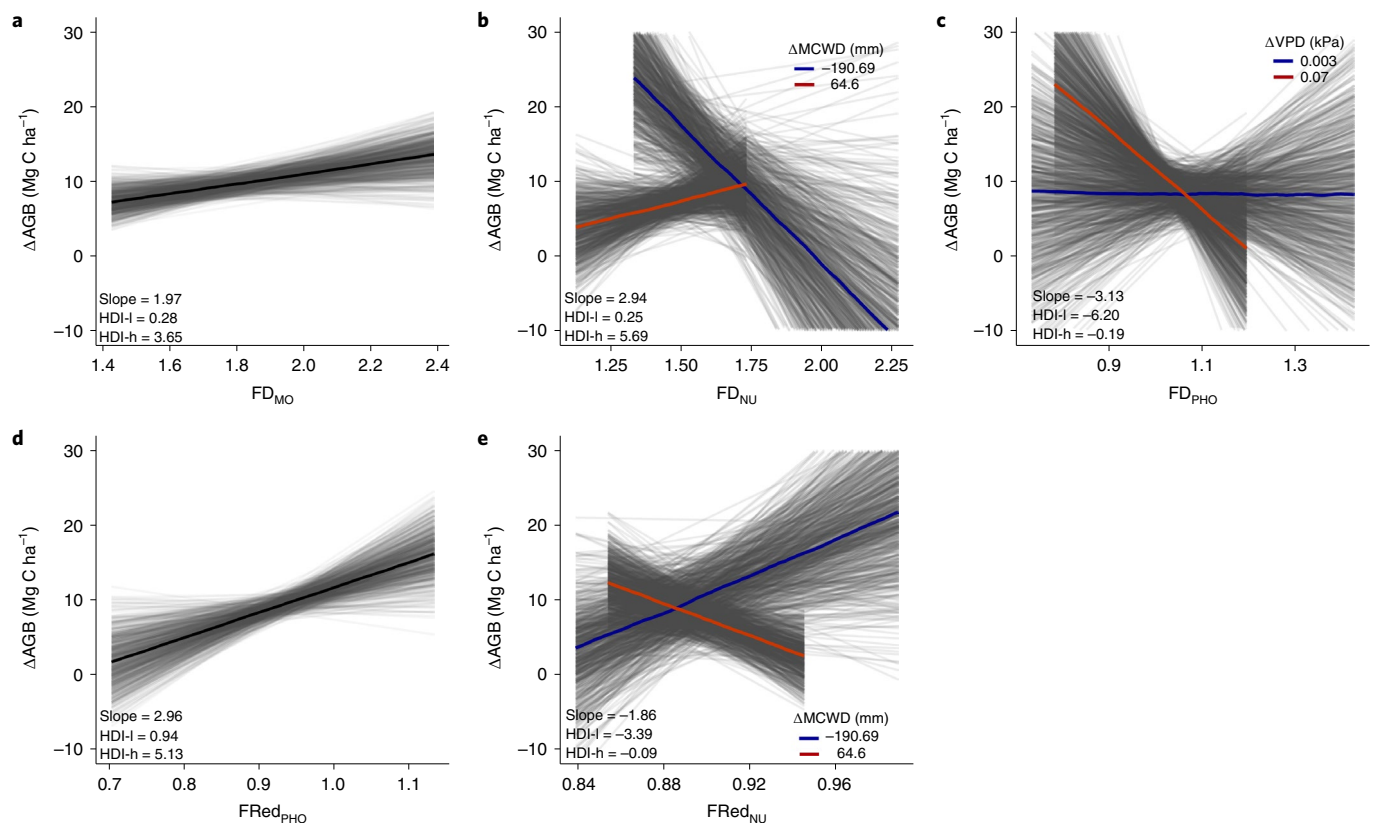 a
30
20
10
0
−10
ΔAGB (Mg C ha−1)
Slope = 1.97
HDI-l = 0.28
HDI-h = 3.65
1.4 1.6 1.8 2.0 2.2 2.4
FDMO
b
30
20
10
0
−10
ΔAGB (Mg C ha−1)
ΔMCWD (mm)
−190.69
64.6
Slope = 2.94
HDI-l = 0.25
HDI-h = 5.69
1.25 1.50 1.75 2.00 2.25
FDNU
c
30
20
10
0
−10
ΔAGB (Mg C ha−1)
ΔVPD (kPa)
0.003
0.07
Slope = −3.13
HDI-l = −6.20
HDI-h = −0.19
0.9 1.1 1.3
FDPHO
d
30
20
10
0
−10
ΔAGB (Mg C ha−1)
Slope = 2.96
HDI-l = 0.94
HDI-h = 5.13
0.7 0.8 0.9 1.0 1.1
FRedPHO
e
30
20
10
0
−10
ΔAGB (Mg C ha−1)
Slope = −1.86
HDI-l = −3.39
HDI-h = −0.09
ΔMCWD (mm)
−190.69
64.6
0.84 0.88 0.92 0.96
FRedNU